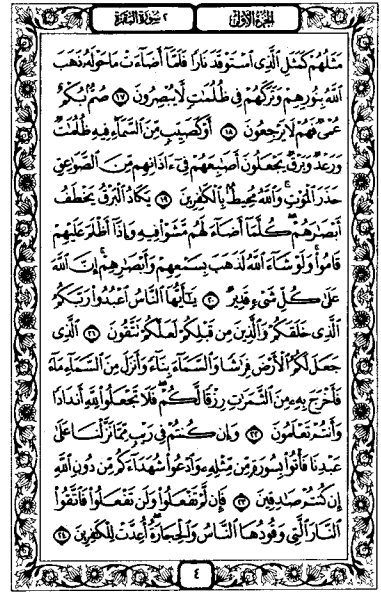 الجزء الأول ٢ سورة البقرة
مَثَلُهُمْ كَمَثَلِ ٱلَّذِى ٱسْتَوْقَدَ نَارًا فَلَمَّآ أَضَآءَتْ مَا حَوْلَهُۥ ذَهَبَ
ٱللَّهُ بِنُورِهِمْ وَتَرَكَهُمْ فِى ظُلُمَٰتٍ لَّا يُبْصِرُونَ ١٧ صُمٌّۢ بُكْمٌ
عُمْىٌ فَهُمْ لَا يَرْجِعُونَ ١٨ أَوْ كَصَيِّبٍ مِّنَ ٱلسَّمَآءِ فِيهِ ظُلُمَٰتٌ
وَرَعْدٌ وَبَرْقٌ يَجْعَلُونَ أَصَٰبِعَهُمْ فِىٓ ءَاذَانِهِم مِّنَ ٱلصَّوَٰعِقِ
حَذَرَ ٱلْمَوْتِ ۚ وَٱللَّهُ مُحِيطٌۢ بِٱلْكَٰفِرِينَ ١٩ يَكَادُ ٱلْبَرْقُ يَخْطَفُ
أَبْصَٰرَهُمْ ۖ كُلَّمَآ أَضَآءَ لَهُم مَّشَوْا۟ فِيهِ وَإِذَآ أَظْلَمَ عَلَيْهِمْ
قَامُوا۟ ۚ وَلَوْ شَآءَ ٱللَّهُ لَذَهَبَ بِسَمْعِهِمْ وَأَبْصَٰرِهِمْ ۚ إِنَّ ٱللَّهَ
عَلَىٰ كُلِّ شَىْءٍ قَدِيرٌ ٢٠ يَٰٓأَيُّهَا ٱلنَّاسُ ٱعْبُدُوا۟ رَبَّكُمُ
ٱلَّذِى خَلَقَكُمْ وَٱلَّذِينَ مِن قَبْلِكُمْ لَعَلَّكُمْ تَتَّقُونَ ٢١ ٱلَّذِى
جَعَلَ لَكُمُ ٱلْأَرْضَ فِرَٰشًا وَٱلسَّمَآءَ بِنَآءً وَأَنزَلَ مِنَ ٱلسَّمَآءِ مَآءً
فَأَخْرَجَ بِهِۦ مِنَ ٱلثَّمَرَٰتِ رِزْقًا لَّكُمْ ۖ فَلَا تَجْعَلُوا۟ لِلَّهِ أَندَادًا
وَأَنتُمْ تَعْلَمُونَ ٢٢ وَإِن كُنتُمْ فِى رَيْبٍ مِّمَّا نَزَّلْنَا عَلَىٰ
عَبْدِنَا فَأْتُوا۟ بِسُورَةٍ مِّن مِّثْلِهِۦ وَٱدْعُوا۟ شُهَدَآءَكُم مِّن دُونِ ٱللَّهِ
إِن كُنتُمْ صَٰدِقِينَ ٢٣ فَإِن لَّمْ تَفْعَلُوا۟ وَلَن تَفْعَلُوا۟ فَٱتَّقُوا۟
ٱلنَّارَ ٱلَّتِى وَقُودُهَا ٱلنَّاسُ وَٱلْحِجَارَةُ ۖ أُعِدَّتْ لِلْكَٰفِرِينَ ٢٤
٤